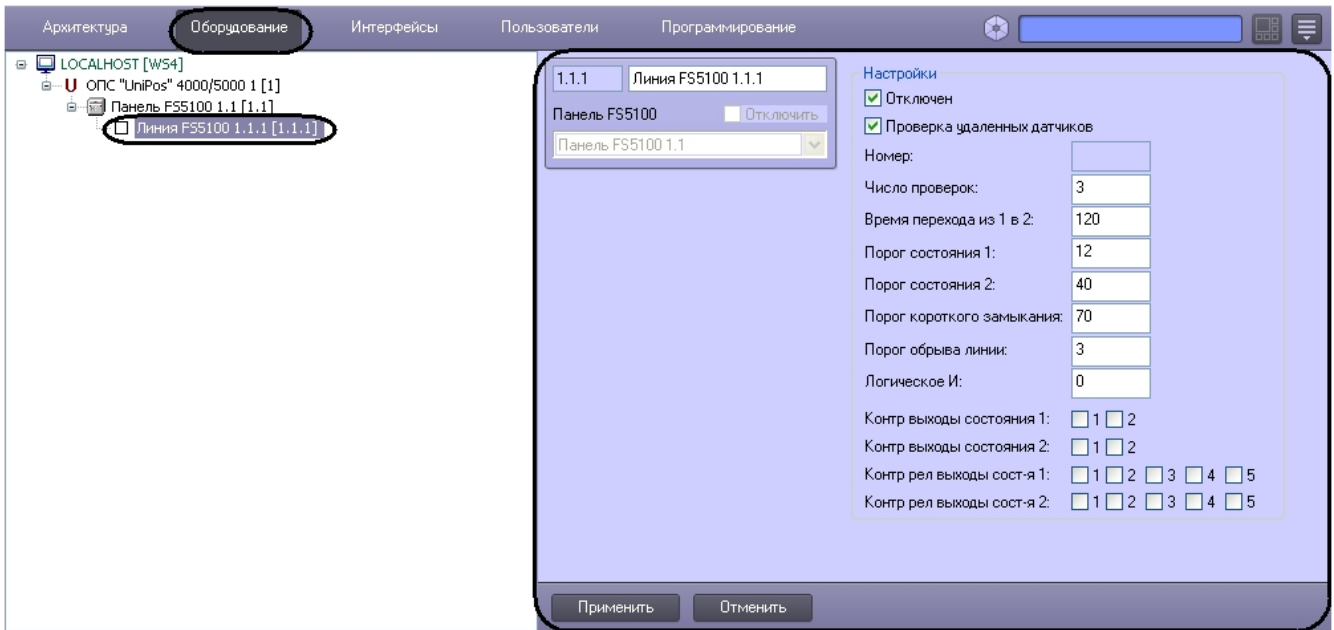 Архитектура Оборудование Интерфейсы Пользователи Программирование
LOCALHOST [WS4]
U ОПС "UniPos" 4000/5000 1 [1]
Панель FS5100 1.1 [1.1]
Линия FS5100 1.1.1 [1.1.1]
1.1.1 Линия FS5100 1.1.1
Панель FS5100 Отключить
Панель FS5100 1.1
Настройки
Отключен
Проверка удаленных датчиков
Номер:
Число проверок: 3
Время перехода из 1 в 2: 120
Порог состояния 1: 12
Порог состояния 2: 40
Порог короткого замыкания: 70
Порог обрыва линии: 3
Логическое И: 0
Контр выходы состояния 1: 1 2
Контр выходы состояния 2: 1 2
Контр рел выходы сост-я 1: 1 2 3 4 5
Контр рел выходы сост-я 2: 1 2 3 4 5
Применить Отменить